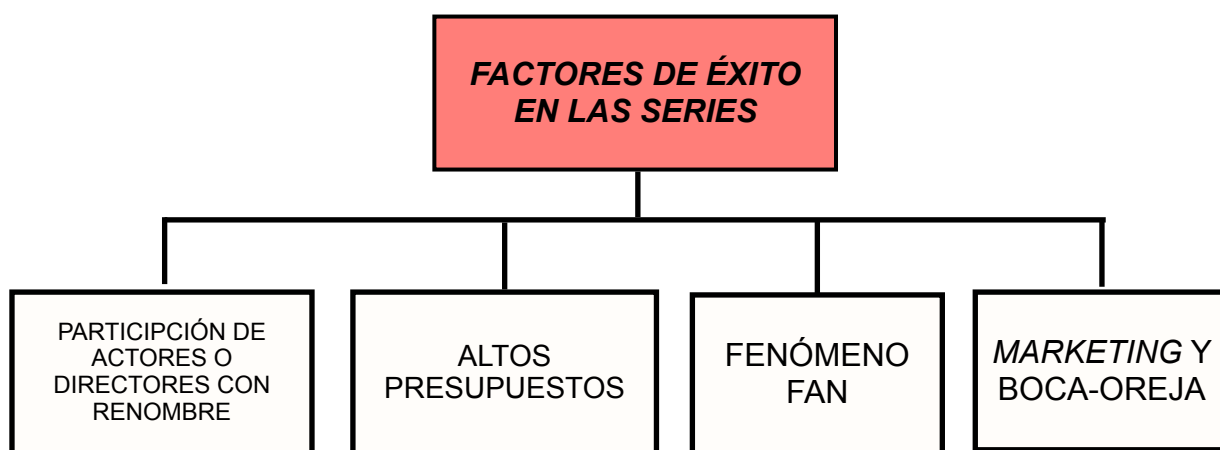 FACTORES DE ÉXITO
EN LAS SERIES
PARTICIPCIÓN DE
ACTORES O
DIRECTORES CON
RENOMBRE
ALTOS
PRESUPUESTOS
FENÓMENO
FAN
MARKETING Y
BOCA-OREJA